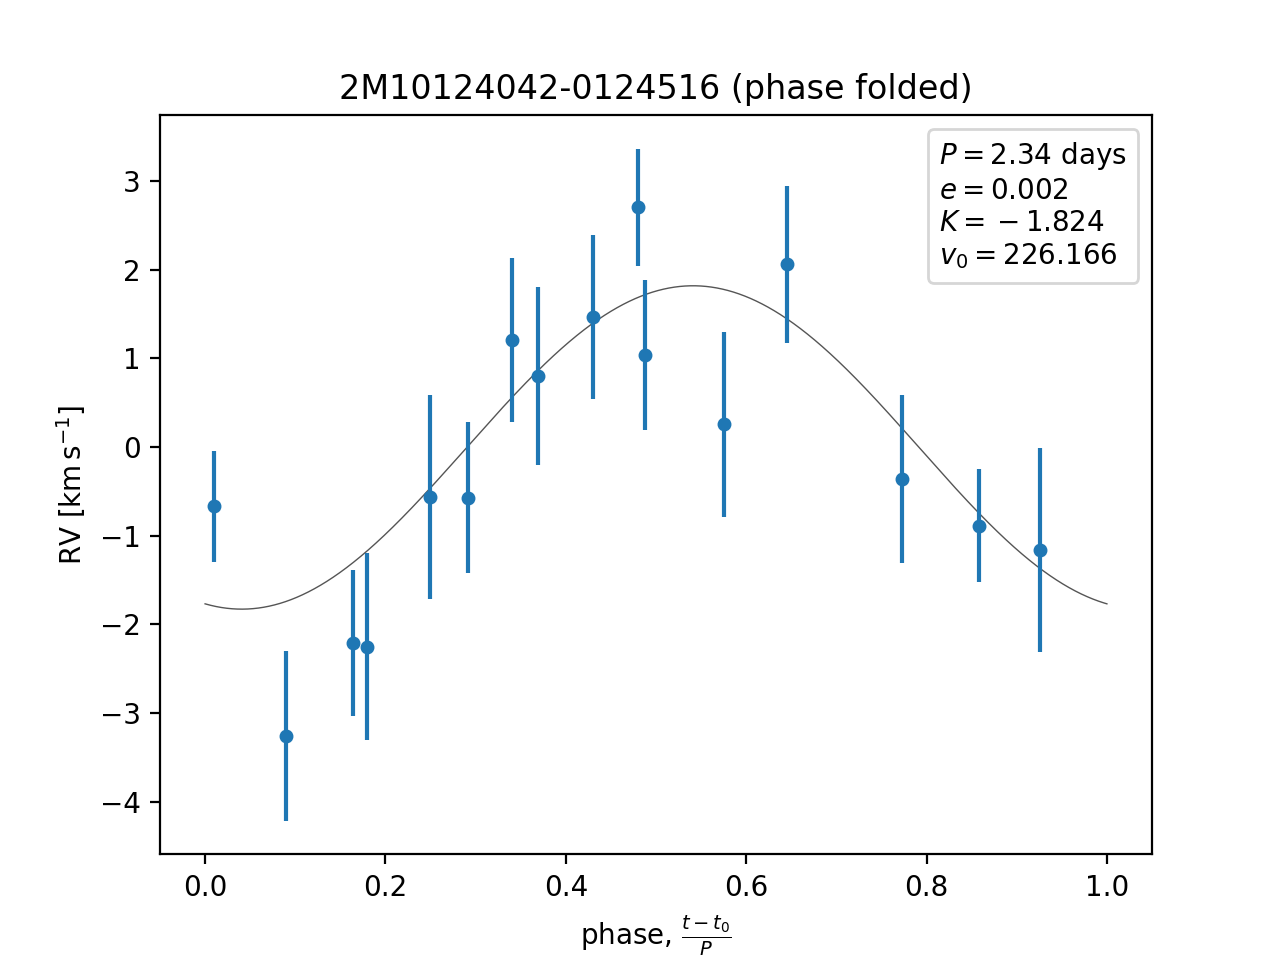 2M10124042-0124516 (phase folded)
P = 2.34 days
e = 0.002
K = −1.824
v₀ = 226.166
3
2
1
0
−1
−2
−3
−4
RV [km s⁻¹]
0.0 0.2 0.4 0.6 0.8 1.0
phase, (t − t₀)/P